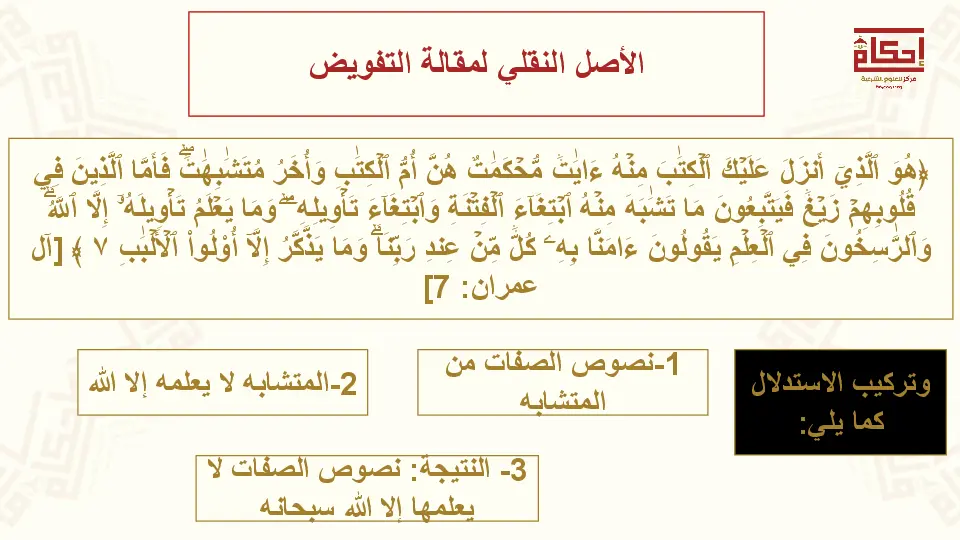 الأصل النقلي لمقالة التفويض
إحكام
مركز للعلوم الشرعية
﴿هُوَ ٱلَّذِيٓ أَنزَلَ عَلَيۡكَ ٱلۡكِتَٰبَ مِنۡهُ ءَايَٰتٞ مُّحۡكَمَٰتٌ هُنَّ أُمُّ ٱلۡكِتَٰبِ وَأُخَرُ مُتَشَٰبِهَٰتٞۖ فَأَمَّا ٱلَّذِينَ فِي
قُلُوبِهِمۡ زَيۡغٞ فَيَتَّبِعُونَ مَا تَشَٰبَهَ مِنۡهُ ٱبۡتِغَآءَ ٱلۡفِتۡنَةِ وَٱبۡتِغَآءَ تَأۡوِيلِهِۦۖ وَمَا يَعۡلَمُ تَأۡوِيلَهُۥٓ إِلَّا ٱللَّهُۗ
وَٱلرَّٰسِخُونَ فِي ٱلۡعِلۡمِ يَقُولُونَ ءَامَنَّا بِهِۦ كُلّٞ مِّنۡ عِندِ رَبِّنَاۗ وَمَا يَذَّكَّرُ إِلَّآ أُوْلُواْ ٱلۡأَلۡبَٰبِ ٧ ﴾ [آل
عمران: 7]
وتركيب الاستدلال
كما يلي:
1-نصوص الصفات من
المتشابه
2-المتشابه لا يعلمه إلا الله
3- النتيجة: نصوص الصفات لا
يعلمها إلا الله سبحانه